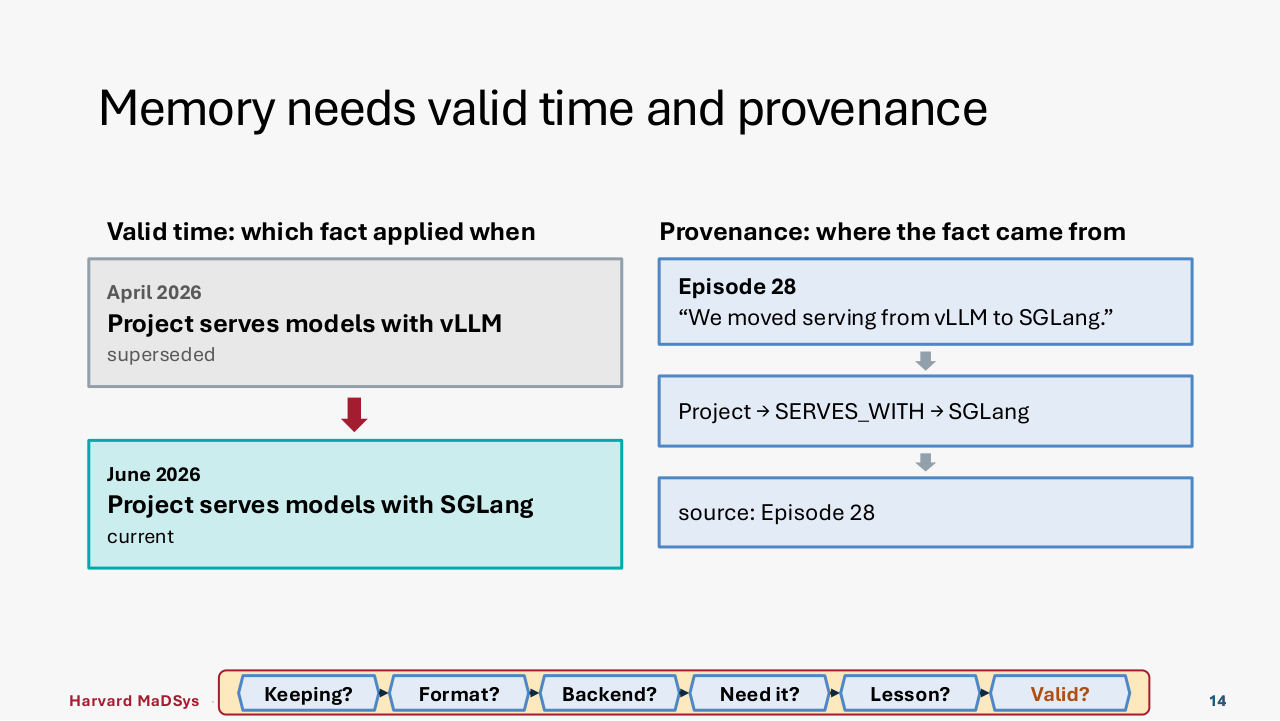 Memory needs valid time and provenance
Valid time: which fact applied when
April 2026
Project serves models with vLLM
superseded
June 2026
Project serves models with SGLang
current
Provenance: where the fact came from
Episode 28
“We moved serving from vLLM to SGLang.”
Project → SERVES_WITH → SGLang
source: Episode 28
Harvard MaDSys
Keeping?
Format?
Backend?
Need it?
Lesson?
Valid?
14